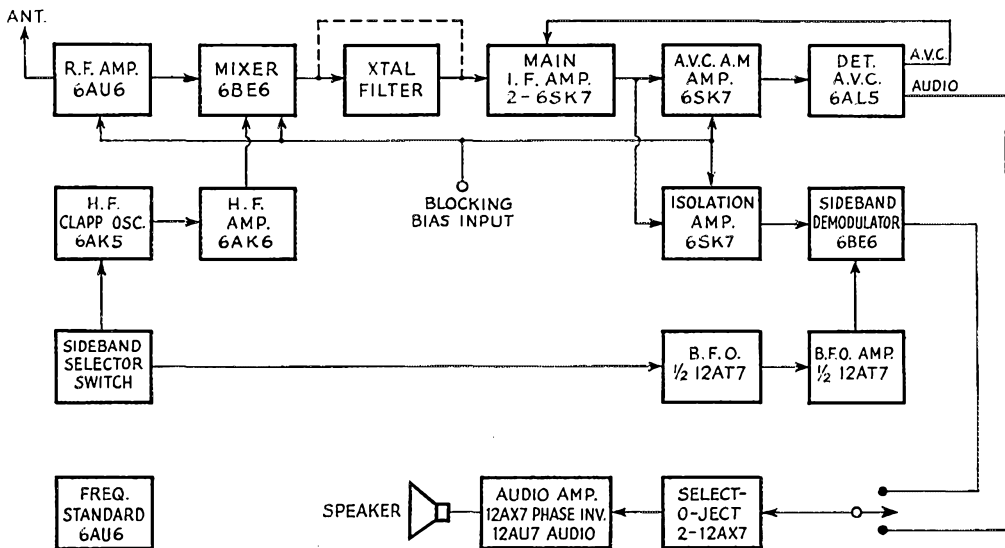 ANT.
R.F. AMP.
6AU6
MIXER
6BE6
XTAL
FILTER
MAIN
I.F. AMP.
2-6SK7
A.V.C. A.M
AMP.
6SK7
DET.
A.V.C.
6AL5
A.V.C.
AUDIO
H.F.
CLAPP OSC.
6AK5
H.F.
AMP.
6AK6
BLOCKING
BIAS INPUT
ISOLATION
AMP.
6SK7
SIDEBAND
DEMODULATOR
6BE6
SIDEBAND
SELECTOR
SWITCH
B.F.O.
½ 12AT7
B.F.O. AMP.
½ 12AT7
FREQ.
STANDARD
6AU6
SPEAKER
AUDIO AMP.
12AX7 PHASE INV.
12AU7 AUDIO
SELECT-
O-JECT
2-12AX7